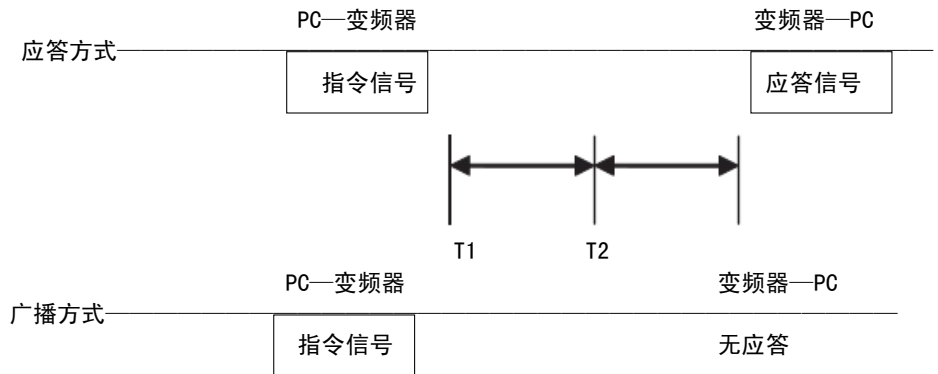 PC—变频器 变频器—PC
应答方式
指令信号 应答信号
T1 T2
PC—变频器 变频器—PC
广播方式
指令信号 无应答